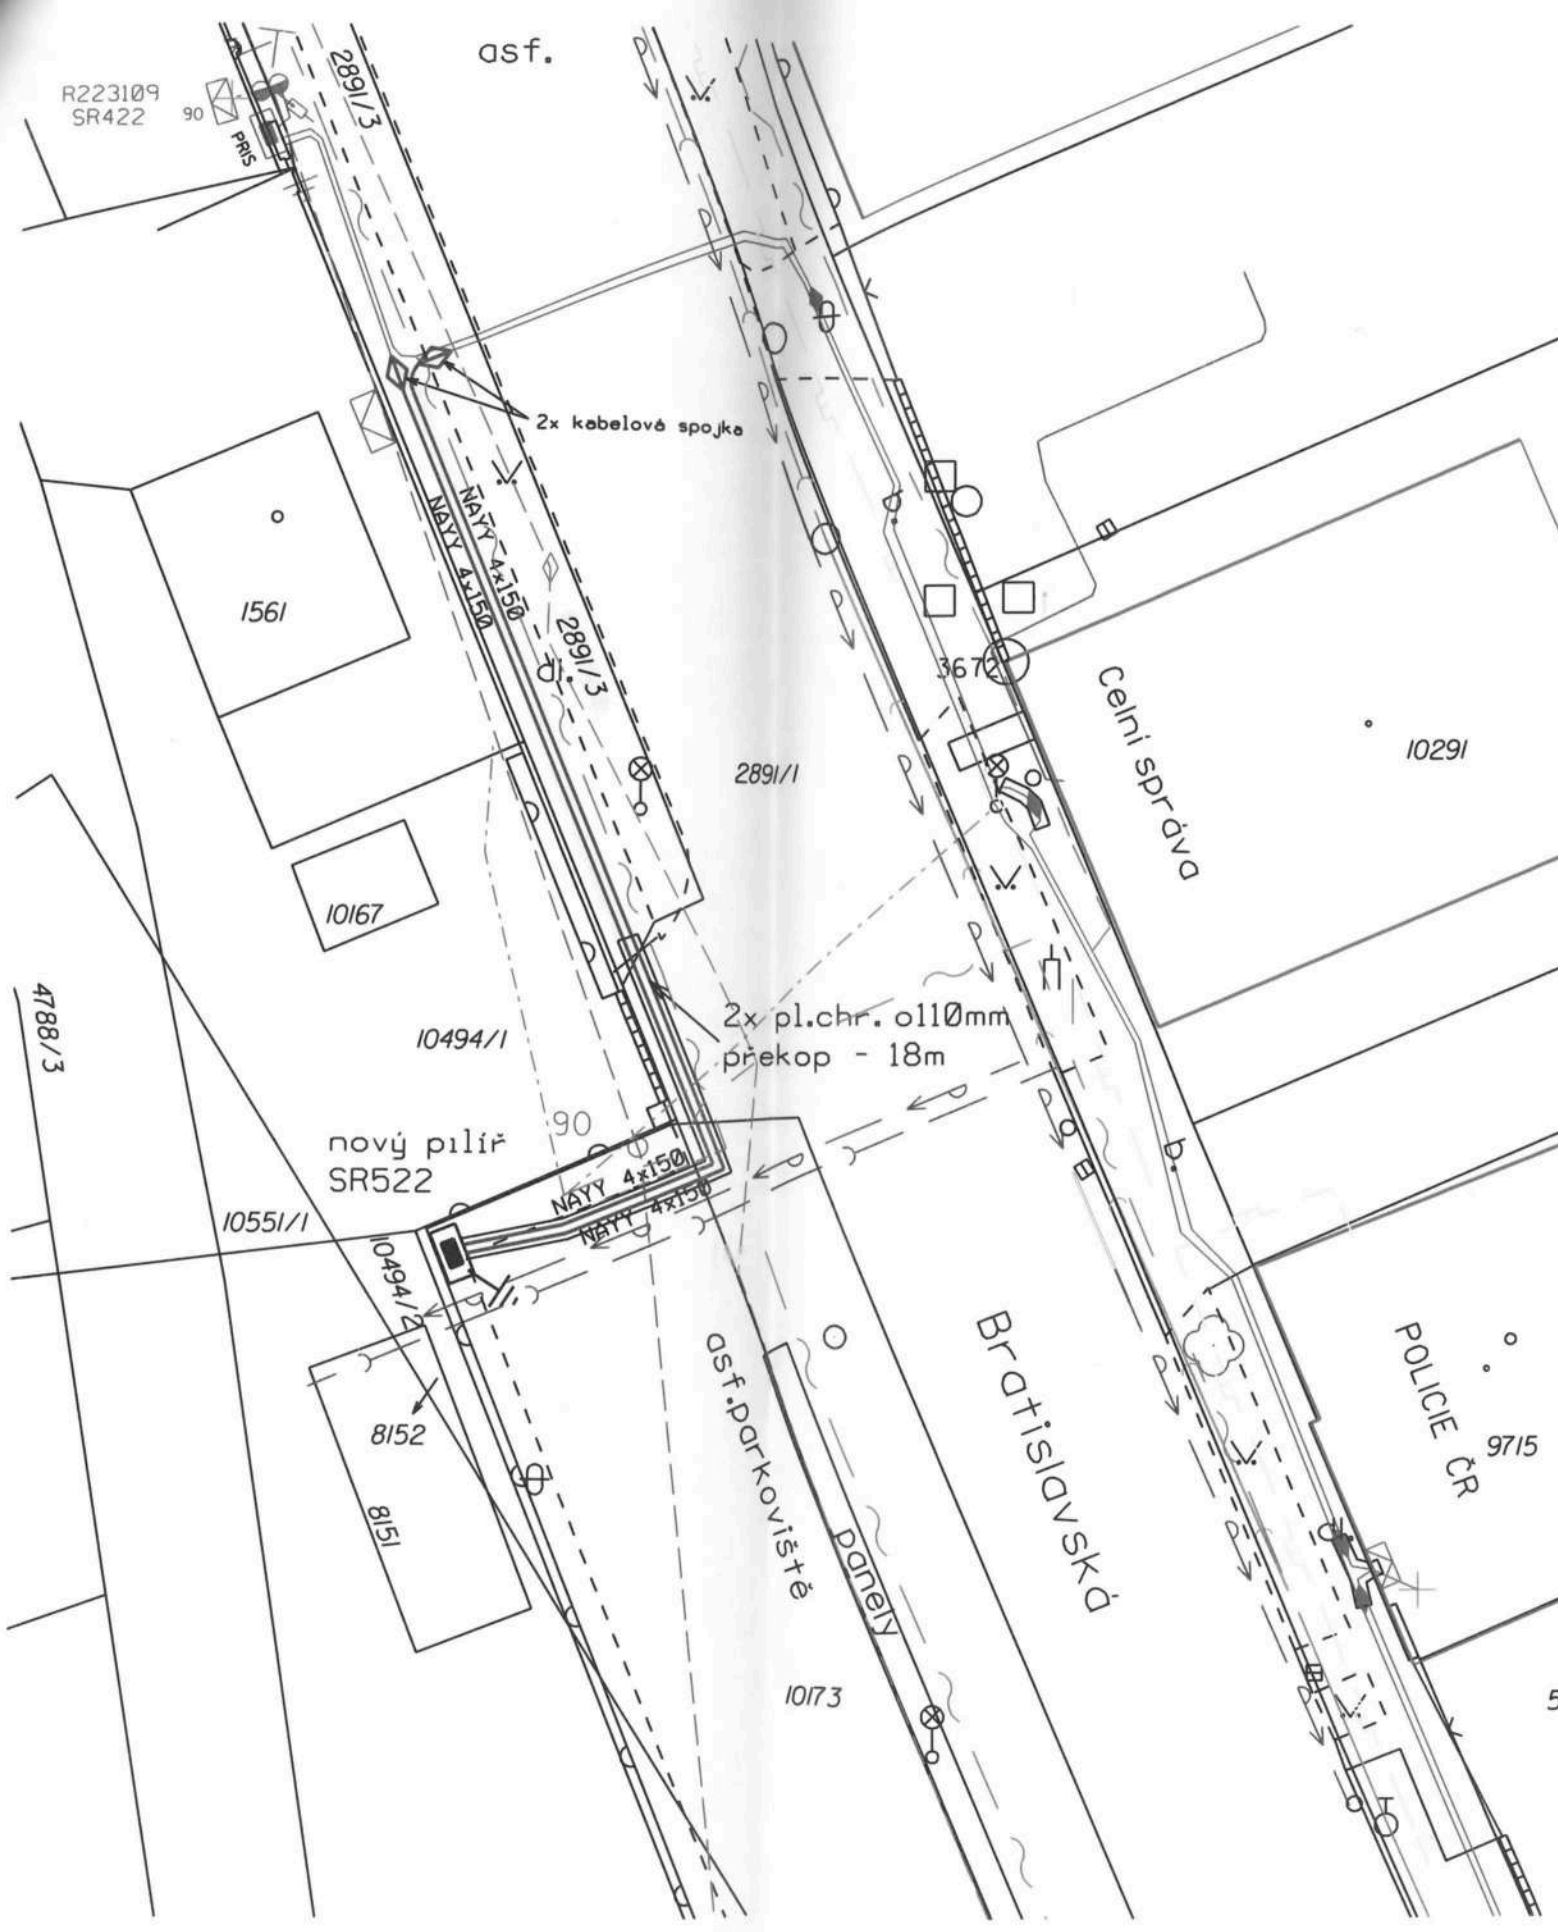 asf.
2891/3
R223109
SR422
90
PRIS
2x kabelová spojka
NAYY 4x150
NAYY 4x150
1561
2891/3
dl.
3672
Celní správa
10291
2891/1
10167
4788/3
10494/1
2x pl.chr. o110mm
překop - 18m
nový pilíř
SR522
90
NAYY 4x150
NAYY 4x150
10551/1
10494/2
b.
8152
8151
asf.parkoviště
panely
Bratislavská
POLICIE ČR
9715
10173
5